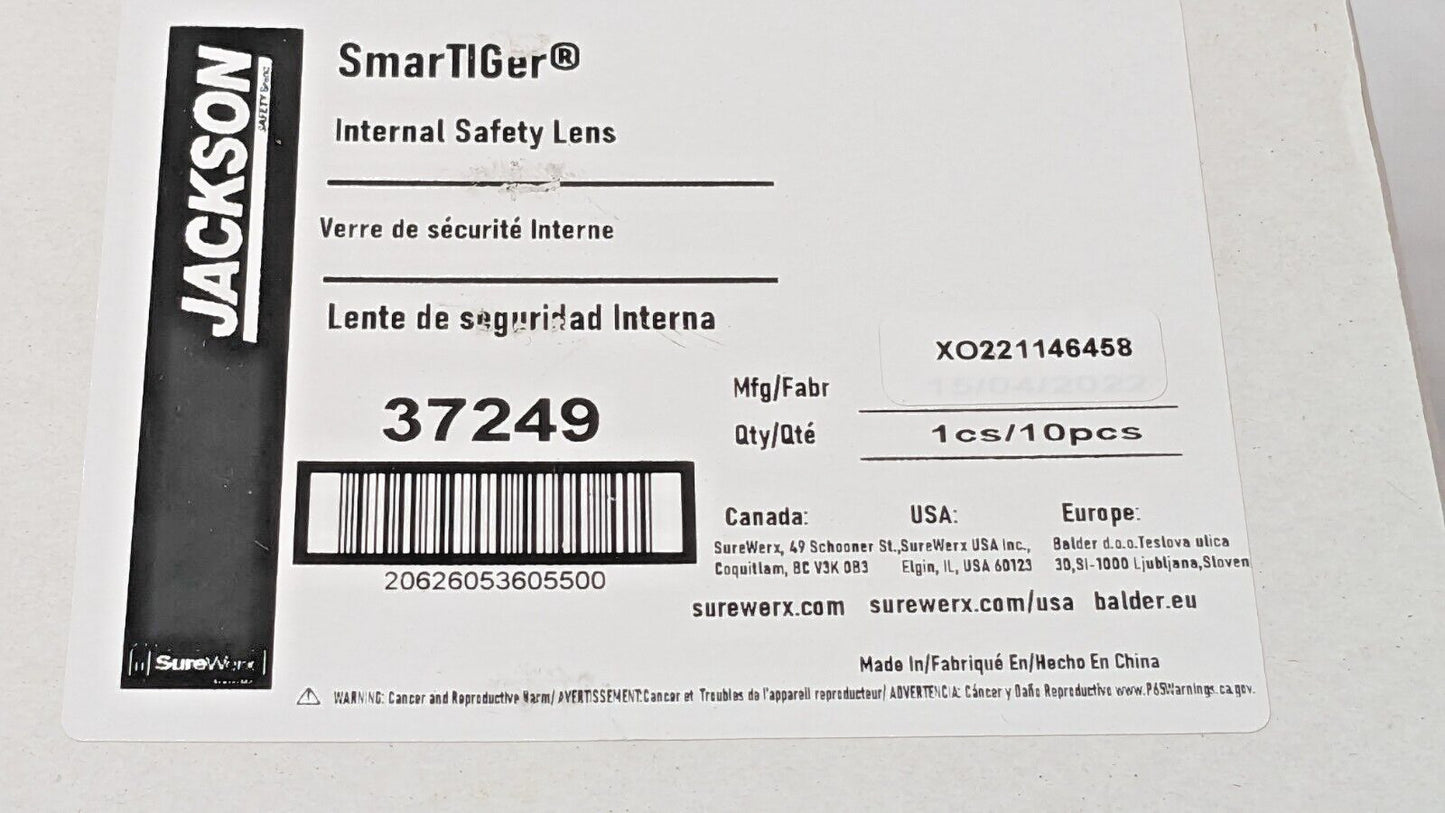 JACKSON
SAFETY Brand
SmarTIGer®
Internal Safety Lens
Verre de sécurité Interne
Lente de seguridad Interna
37249
20626053605500
XO221146458
Mfg/Fabr 15/04/2022
Qty/Qté 1cs/10pcs
Canada: USA: Europe:
SureWerx, 49 Schooner St.,SureWerx USA Inc., Balder d.o.o.Teslova ulica
Coquitlam, BC V3K 0B3 Elgin, IL, USA 60123 30,SI-1000 Ljubljana,Sloven
surewerx.com surewerx.com/usa balder.eu
Made In/Fabriqué En/Hecho En China
SureWerx
WARNING: Cancer and Reproductive Harm/ AVERTISSEMENT:Cancer et Troubles de l'appareil reproducteur/ ADVERTENCIA: Cáncer y Daño Reproductivo www.P65Warnings.ca.gov.